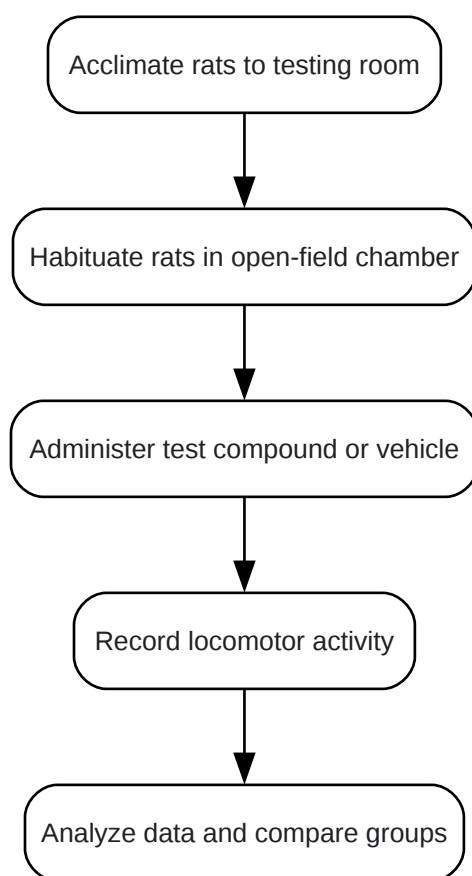 Acclimate rats to testing room
Habituate rats in open-field chamber
Administer test compound or vehicle
Record locomotor activity
Analyze data and compare groups